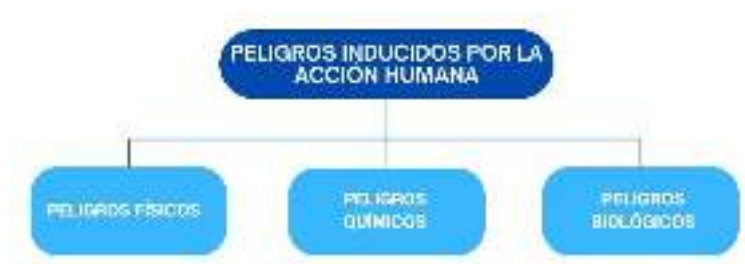 PELIGROS INDUCIDOS POR LA
ACCIÓN HUMANA
PELIGROS FÍSICOS
PELIGROS
QUÍMICOS
PELIGROS
BIOLÓGICOS